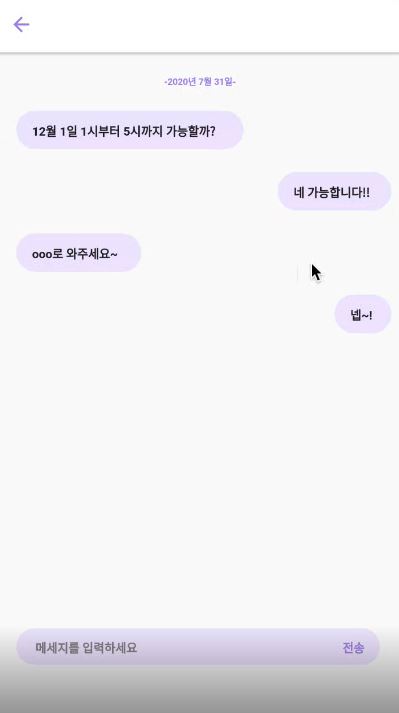 -2020년 7월 31일-
12월 1일 1시부터 5시까지 가능할까?
네 가능합니다!!
ooo로 와주세요~
넵~!
메세지를 입력하세요 전송